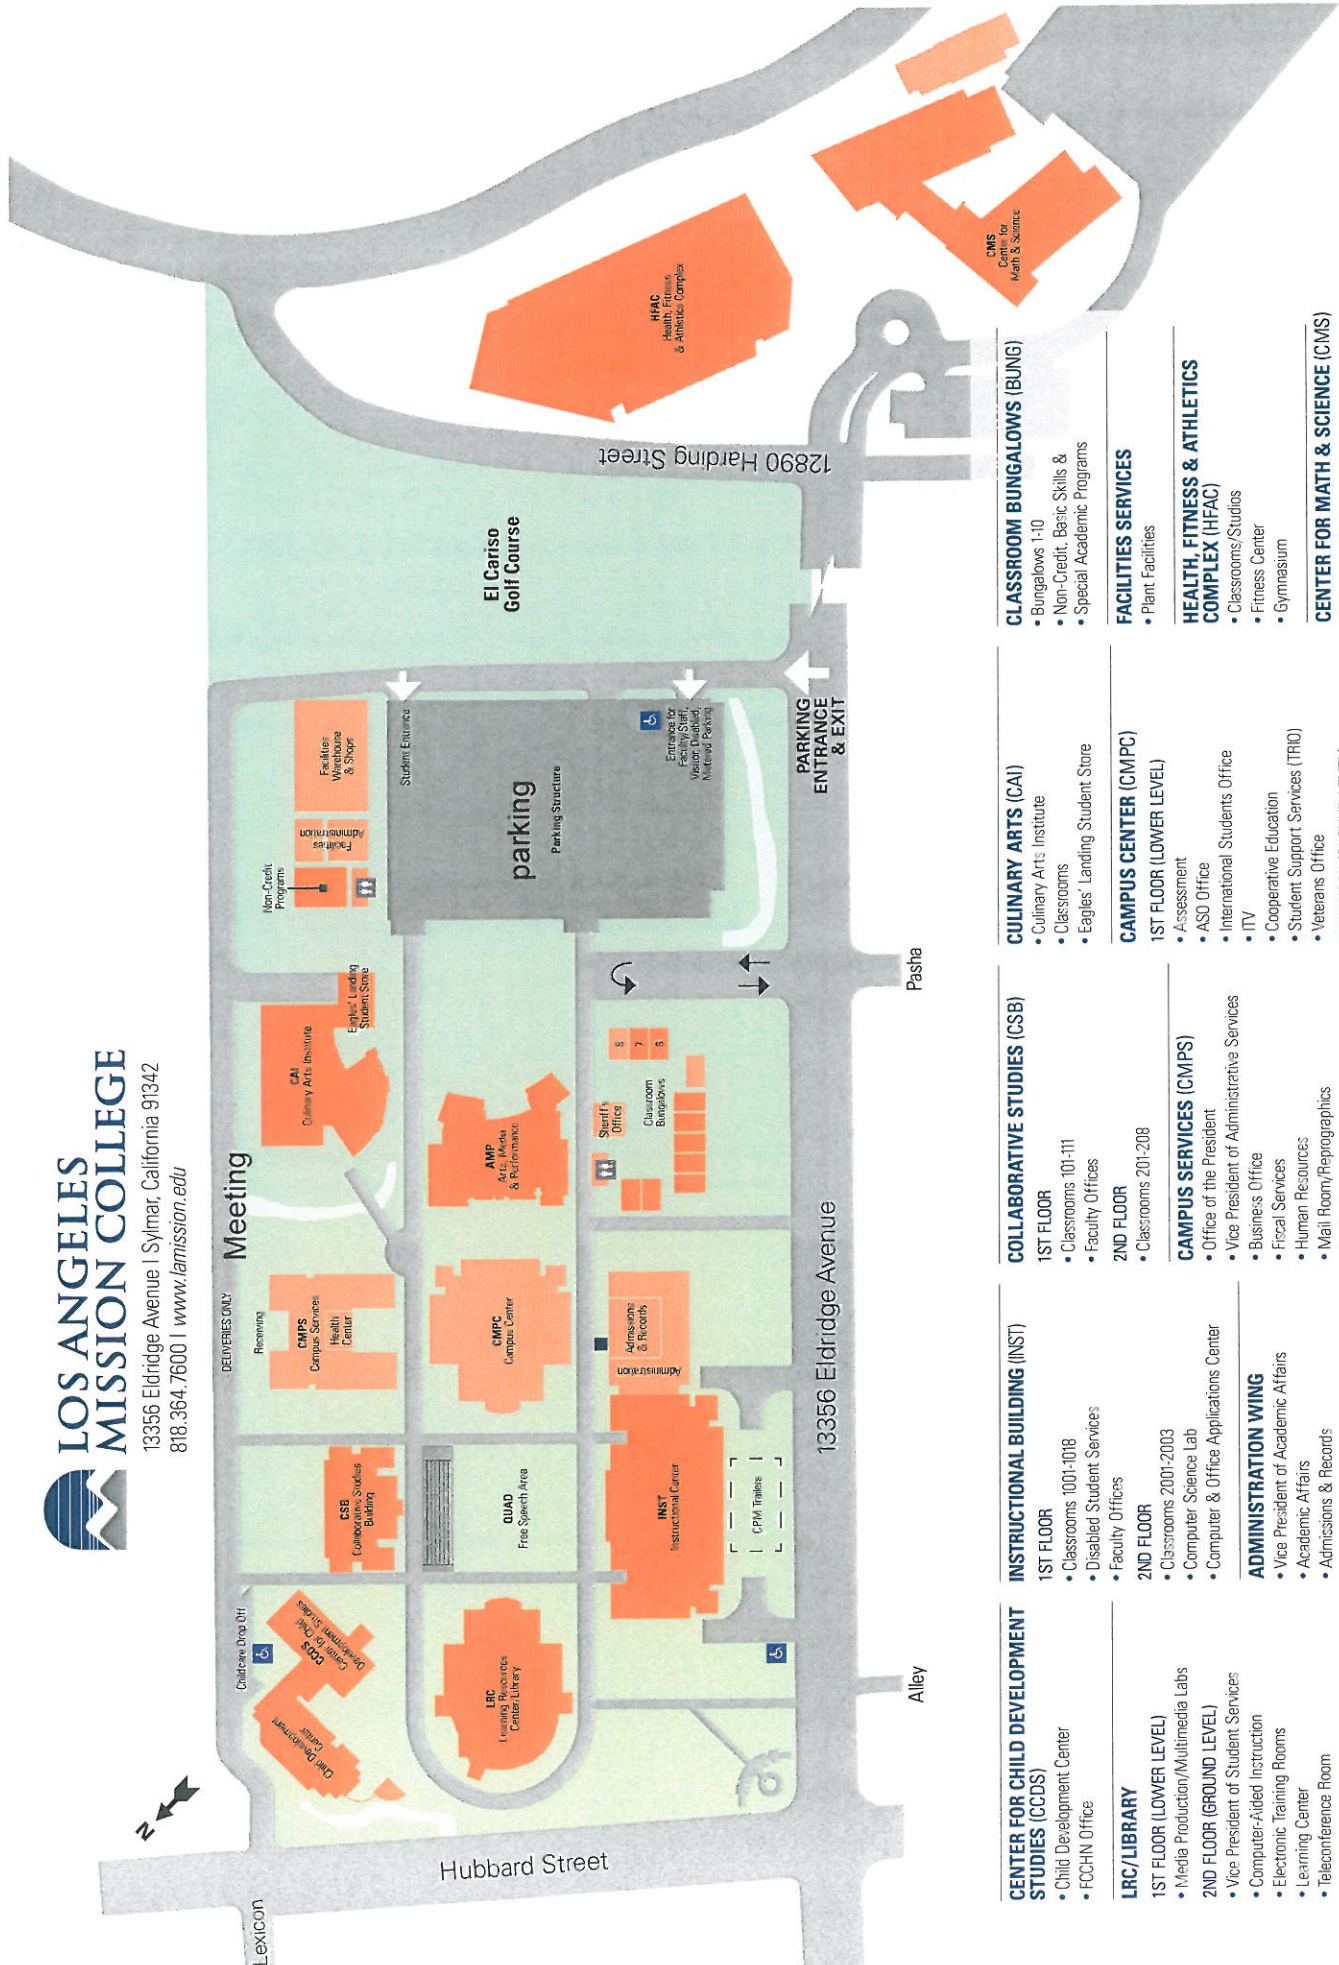 LOS ANGELES
MISSION COLLEGE
13356 Eldridge Avenue | Sylmar, California 91342
818.364.7600 | www.lamission.edu
N
Lexicon
Hubbard Street
Meeting
DELIVERIES ONLY
Receiving
Childcare Drop Off
CCDS
Center for Child
Development Studies
Child Development
Center
CSB
Collaborative Studies
Building
CMPS
Campus Services
Health
Center
CAI
Culinary Arts Institute
Eagles' Landing
Student Store
Non-Credit
Programs
Facilities
Administration
Facilities
Warehouse
& Shops
Student Entrance
LRC
Learning Resources
Center/Library
QUAD
Free Speech Area
CMPC
Campus Center
AMP
Arts, Media
& Performance
parking
Parking Structure
El Cariso
Golf Course
Entrance for
Faculty/Staff,
Visitor, Disabled,
Metered Parking
INST
Instructional Center
CPM Trailers
Administration
Admissions
& Records
Sheriff's
Office
Classroom
Bungalows
8
7
6
PARKING
ENTRANCE
& EXIT
12890 Harding Street
HFAC
Health, Fitness
& Athletics Complex
CMS
Center for
Math & Science
13356 Eldridge Avenue
Alley
Pasha
CENTER FOR CHILD DEVELOPMENT
STUDIES (CCDS)
• Child Development Center
• FCCHN Office
LRC/LIBRARY
1ST FLOOR (LOWER LEVEL)
• Media Production/Multimedia Labs
2ND FLOOR (GROUND LEVEL)
• Vice President of Student Services
• Computer-Aided Instruction
• Electronic Training Rooms
• Learning Center
• Teleconference Room
INSTRUCTIONAL BUILDING (INST)
1ST FLOOR
• Classrooms 1001-1018
• Disabled Student Services
• Faculty Offices
2ND FLOOR
• Classrooms 2001-2003
• Computer Science Lab
• Computer & Office Applications Center
ADMINISTRATION WING
• Vice President of Academic Affairs
• Academic Affairs
• Admissions & Records
COLLABORATIVE STUDIES (CSB)
1ST FLOOR
• Classrooms 101-111
• Faculty Offices
2ND FLOOR
• Classrooms 201-208
CAMPUS SERVICES (CMPS)
• Office of the President
• Vice President of Administrative Services
• Business Office
• Fiscal Services
• Human Resources
• Mail Room/Reprographics
CULINARY ARTS (CAI)
• Culinary Arts Institute
• Classrooms
• Eagles' Landing Student Store
CAMPUS CENTER (CMPC)
1ST FLOOR (LOWER LEVEL)
• Assessment
• ASO Office
• International Students Office
• ITV
• Cooperative Education
• Student Support Services (TRIO)
• Veterans Office
CLASSROOM BUNGALOWS (BUNG)
• Bungalows 1-10
• Non-Credit, Basic Skills &
• Special Academic Programs
FACILITIES SERVICES
• Plant Facilities
HEALTH, FITNESS & ATHLETICS
COMPLEX (HFAC)
• Classrooms/Studios
• Fitness Center
• Gymnasium
CENTER FOR MATH & SCIENCE (CMS)